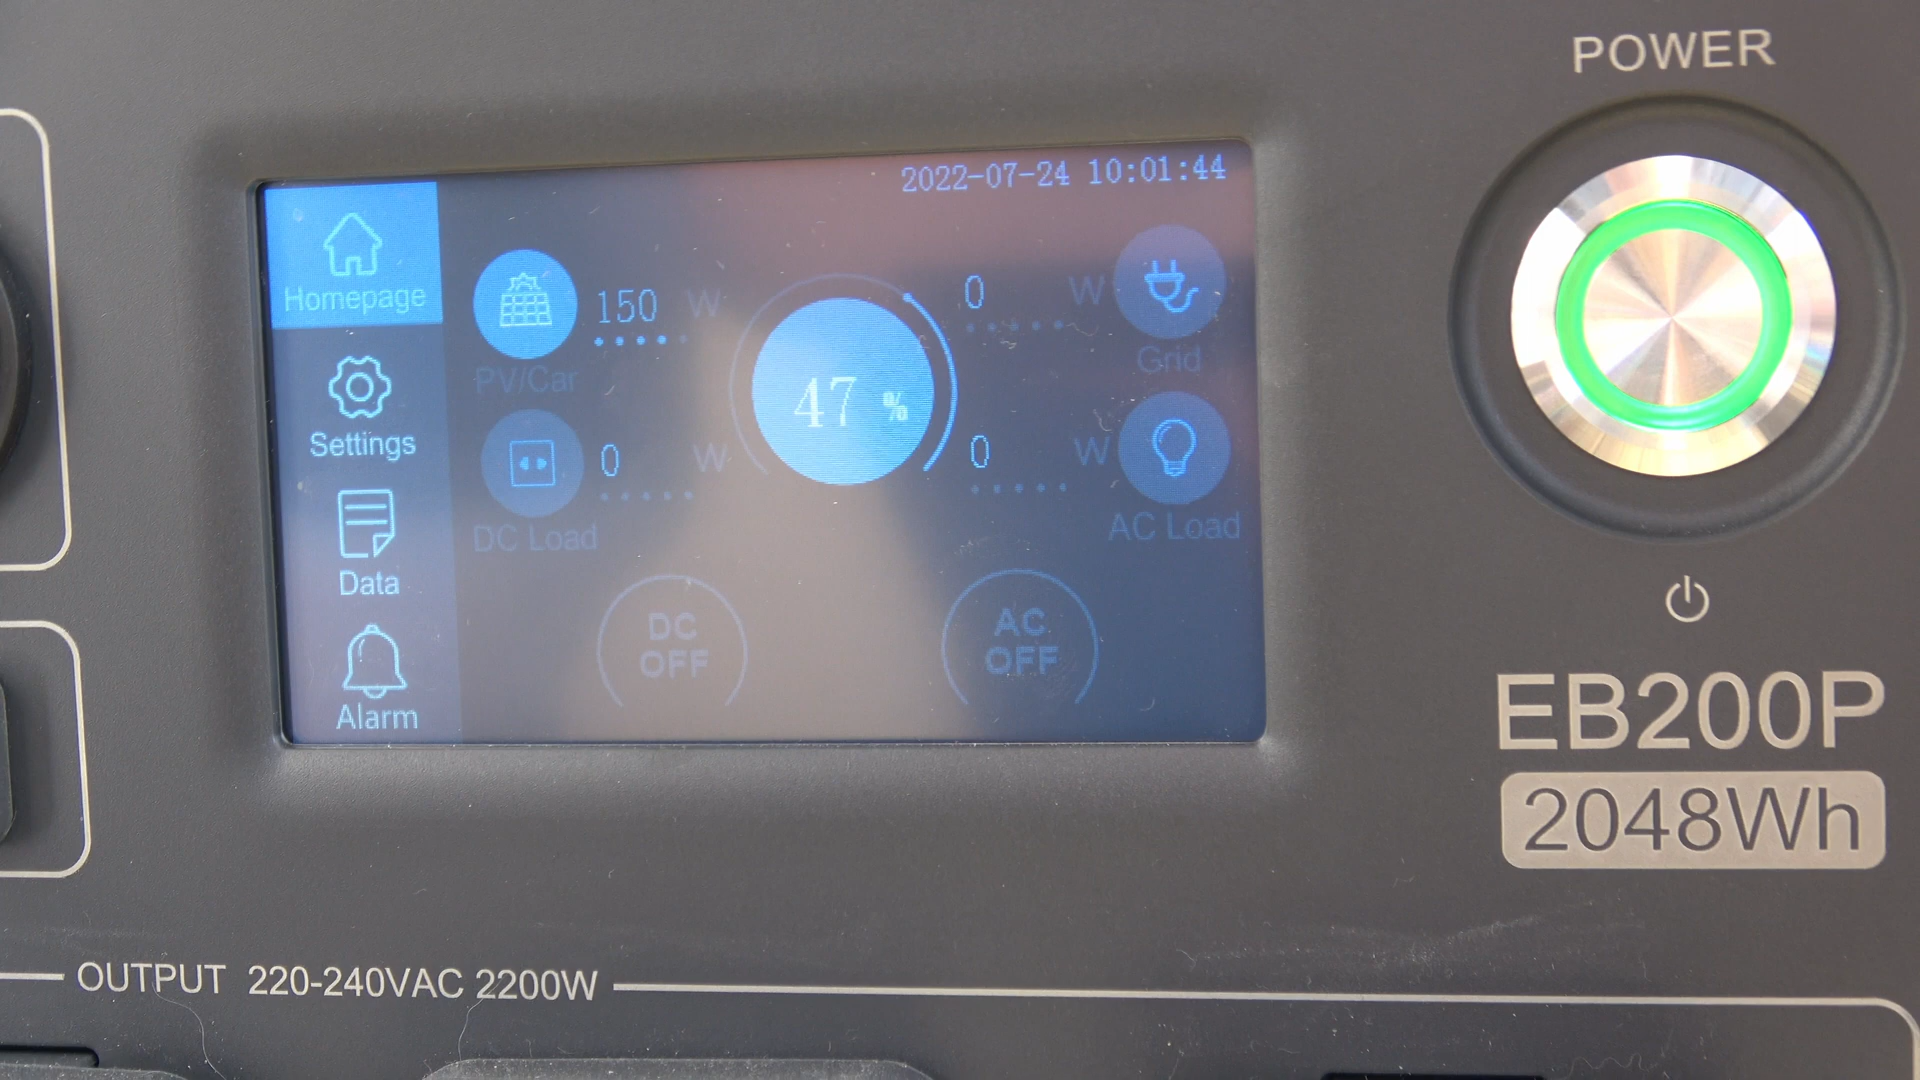 POWER
2022-07-24 10:01:44
Homepage
150 W
PV/Car
47 %
0 W
Grid
Settings
0 W
DC Load
0 W
AC Load
Data
DC
OFF
AC
OFF
Alarm
EB200P
2048Wh
OUTPUT 220-240VAC 2200W